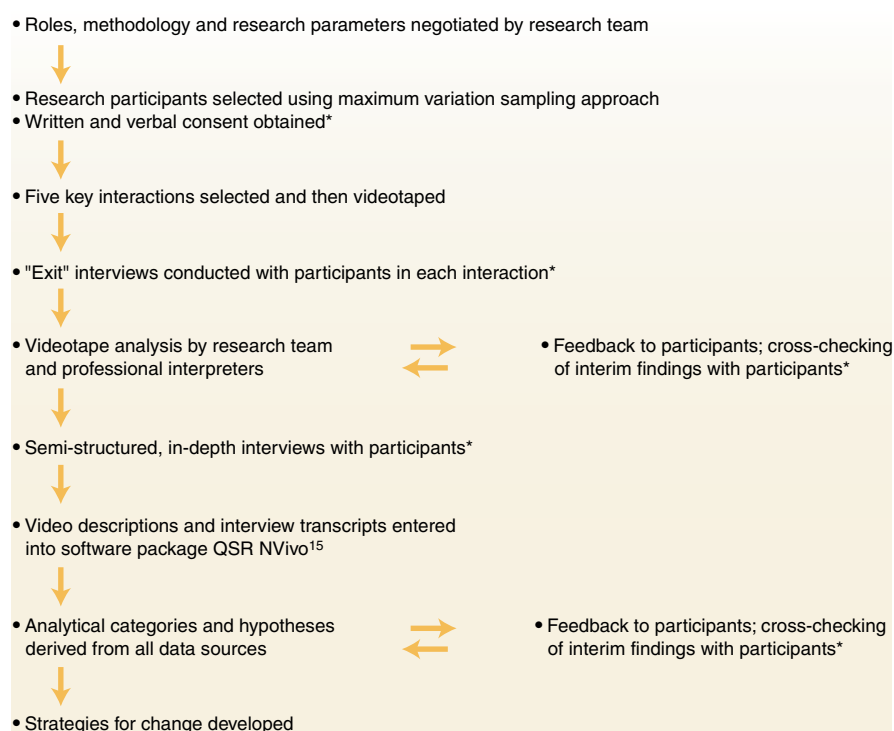 • Roles, methodology and research parameters negotiated by research team
• Research participants selected using maximum variation sampling approach
• Written and verbal consent obtained*
• Five key interactions selected and then videotaped
• "Exit" interviews conducted with participants in each interaction*
• Videotape analysis by research team
and professional interpreters
• Feedback to participants; cross-checking
of interim findings with participants*
• Semi-structured, in-depth interviews with participants*
• Video descriptions and interview transcripts entered
into software package QSR NVivo15
• Analytical categories and hypotheses
derived from all data sources
• Feedback to participants; cross-checking
of interim findings with participants*
• Strategies for change developed